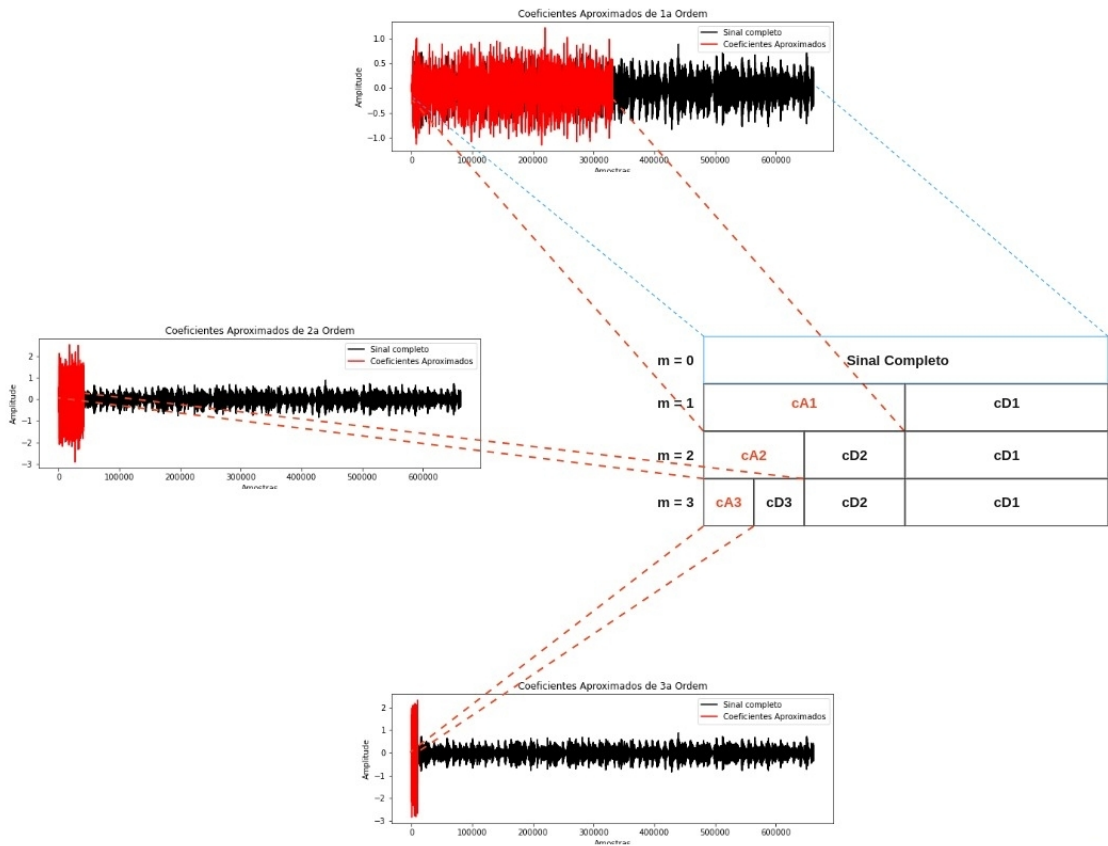 Coeficientes Aproximados de 1a Ordem
Sinal completo
Coeficientes Aproximados
1.0
0.5
0.0
−0.5
−1.0
Amplitude
0
100000
200000
300000
400000
500000
600000
Amostras
Coeficientes Aproximados de 2a Ordem
Sinal completo
Coeficientes Aproximados
2
1
0
−1
−2
−3
Amplitude
0
100000
200000
300000
400000
500000
600000
Amostras
m = 0
Sinal Completo
m = 1
cA1
cD1
m = 2
cA2
cD2
cD1
m = 3
cA3
cD3
cD2
cD1
Coeficientes Aproximados de 3a Ordem
Sinal completo
Coeficientes Aproximados
2
1
0
−1
−2
−3
Amplitude
0
100000
200000
300000
400000
500000
600000
Amostras